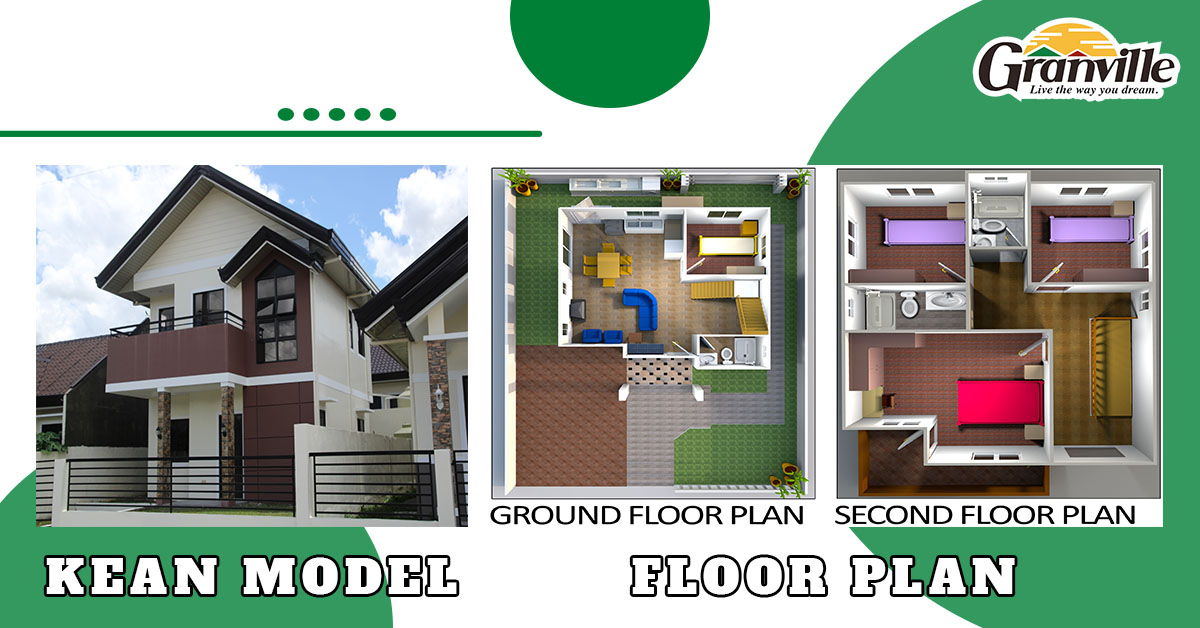 Granville
Live the way you dream.
GROUND FLOOR PLAN
SECOND FLOOR PLAN
KEAN MODEL
FLOOR PLAN